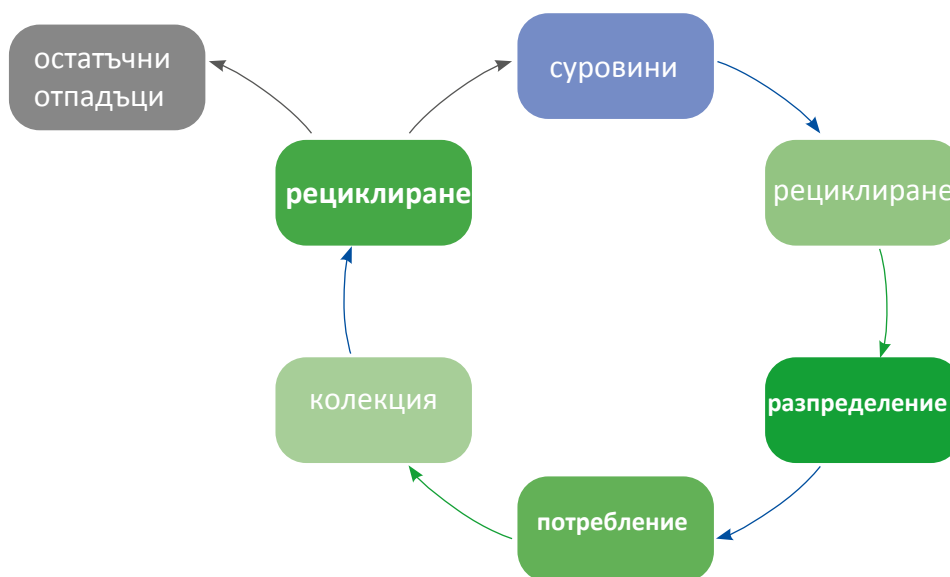 остатъчни
отпадъци
суровини
рециклиране
рециклиране
колекция
разпределение
потребление